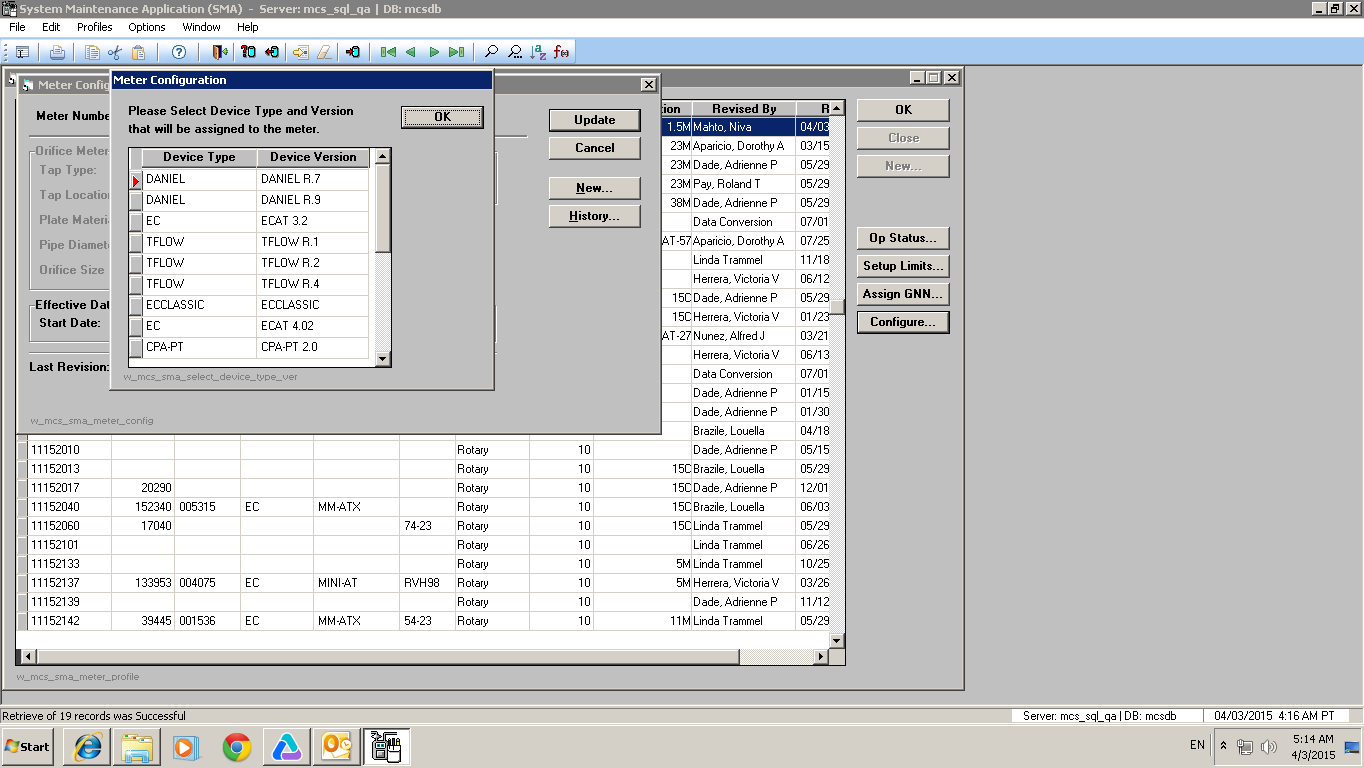 System Maintenance Application (SMA) - Server: mcs_sql_qa | DB: mcsdb
File Edit Profiles Options Window Help
Meter Config
Meter Configuration
Please Select Device Type and Version
that will be assigned to the meter.
OK
Device Type Device Version
DANIEL DANIEL R.7
DANIEL DANIEL R.9
EC ECAT 3.2
TFLOW TFLOW R.1
TFLOW TFLOW R.2
TFLOW TFLOW R.4
ECCLASSIC ECCLASSIC
EC ECAT 4.02
CPA-PT CPA-PT 2.0
w_mcs_sma_select_device_type_ver
Meter Numbe
Orifice Meter
Tap Type:
Tap Location
Plate Materia
Pipe Diamete
Orifice Size
Effective Dat
Start Date:
Last Revision:
w_mcs_sma_meter_config
Update
Cancel
New...
History...
tion Revised By R
1.5M Mahto, Niva 04/03
23M Aparicio, Dorothy A 03/15
23M Dade, Adrienne P 05/29
23M Pay, Roland T 05/29
38M Dade, Adrienne P 05/29
Data Conversion 07/01
AT-57 Aparicio, Dorothy A 07/25
Linda Trammel 11/18
Herrera, Victoria V 06/12
15C Dade, Adrienne P 05/29
15C Herrera, Victoria V 01/23
AT-27 Nunez, Alfred J 03/21
Herrera, Victoria V 06/13
Data Conversion 07/01
Dade, Adrienne P 01/15
Dade, Adrienne P 01/30
Brazile, Louella 04/18
11152010 Rotary 10 Dade, Adrienne P 05/15
11152013 Rotary 10 15C Brazile, Louella 05/29
11152017 20290 Rotary 10 15C Dade, Adrienne P 12/01
11152040 152340 005315 EC MM-ATX Rotary 10 15C Brazile, Louella 06/03
11152060 17040 74-23 Rotary 10 15C Linda Trammel 05/29
11152101 Rotary 10 Linda Trammel 06/26
11152133 Rotary 10 5M Linda Trammel 10/25
11152137 133953 004075 EC MINI-AT RVH98 Rotary 10 5M Herrera, Victoria V 03/26
11152139 Rotary 10 Dade, Adrienne P 11/12
11152142 39445 001536 EC MM-ATX 54-23 Rotary 10 11M Linda Trammel 05/29
OK
Close
New...
Op Status...
Setup Limits...
Assign GNN...
Configure...
w_mcs_sma_meter_profile
Retrieve of 19 records was Successful Server: mcs_sql_qa | DB: mcsdb 04/03/2015 4:16 AM PT
Start EN 5:14 AM
4/3/2015